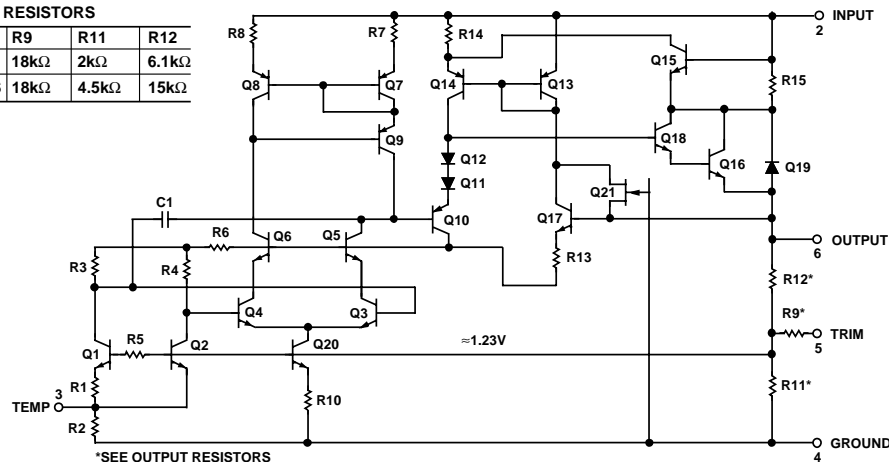 RESISTORS
R9 R11 R12
18kΩ 2kΩ 6.1kΩ
18kΩ 4.5kΩ 15kΩ
R8
R7
R14
INPUT
2
Q15
R15
Q8
Q7
Q14
Q13
Q9
Q18
Q16
Q12
Q19
Q11
Q21
C1
Q10
Q17
R6
Q6
Q5
OUTPUT
6
R3
R4
R13
R12*
Q4
Q3
R9*
≈1.23V
TRIM
5
Q1
R5
Q2
Q20
R1
R11*
TEMP
3
R10
R2
GROUND
4
*SEE OUTPUT RESISTORS